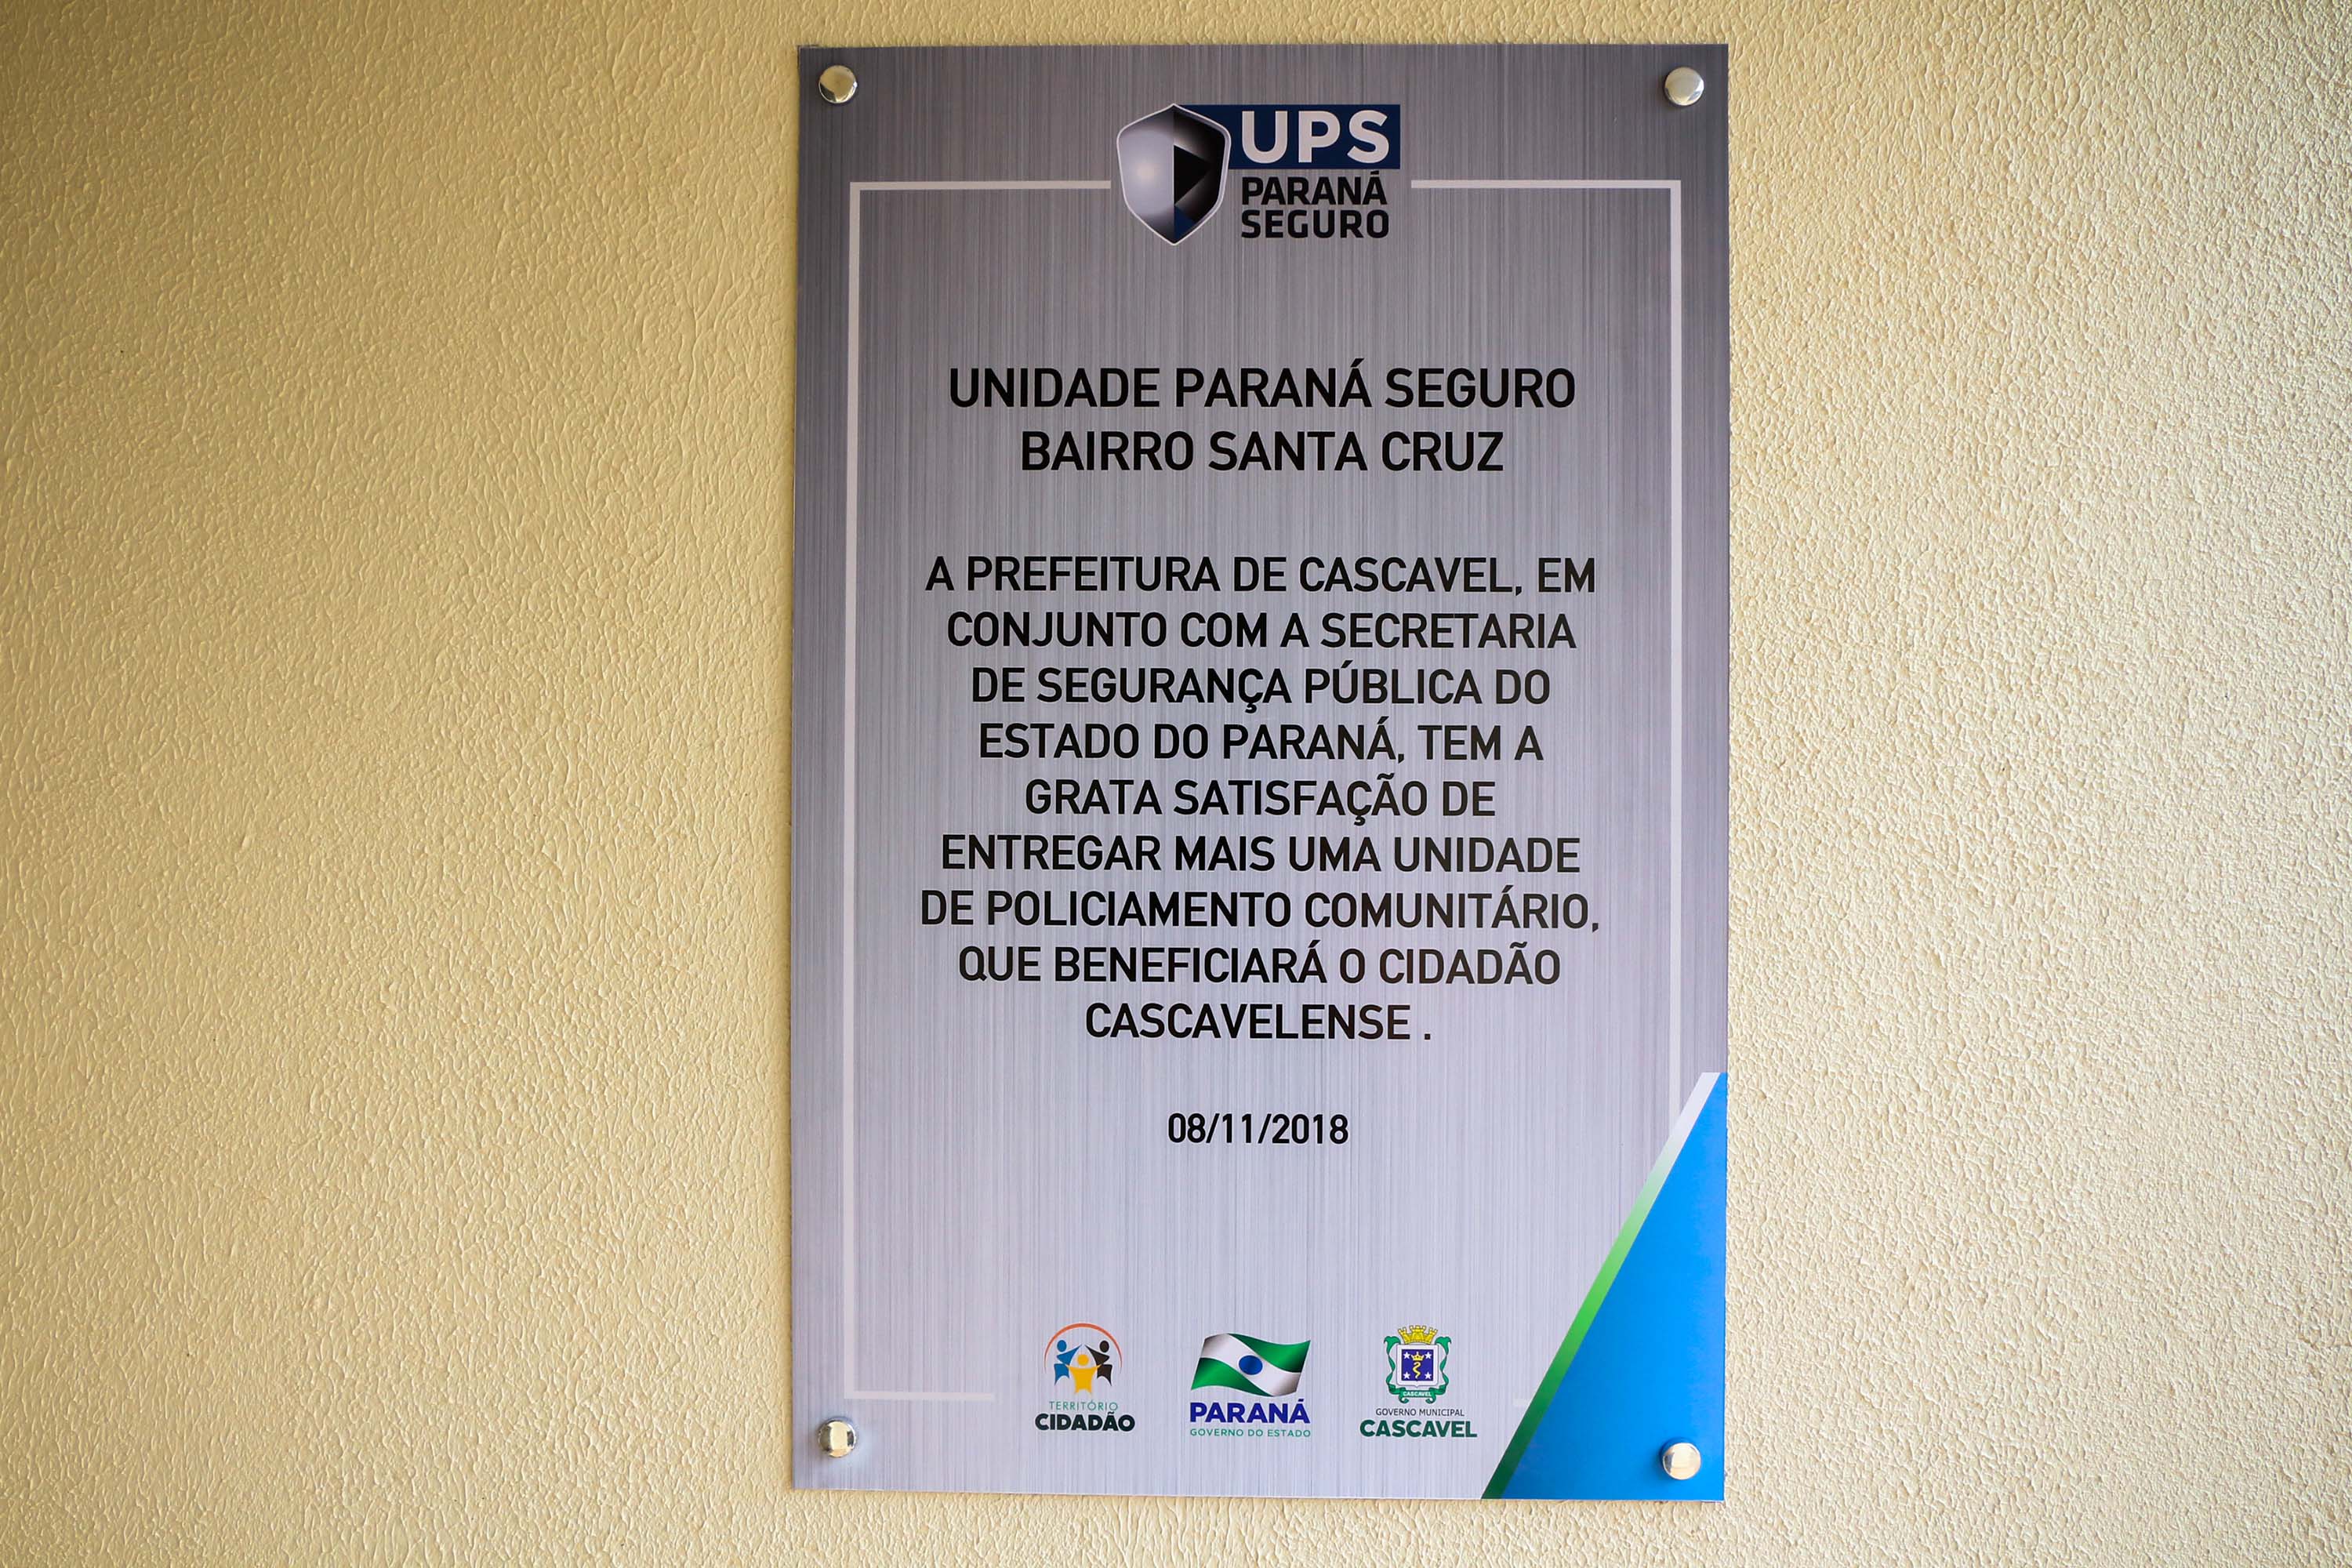 UPS
PARANÁ
SEGURO
UNIDADE PARANÁ SEGURO
BAIRRO SANTA CRUZ
A PREFEITURA DE CASCAVEL, EM
CONJUNTO COM A SECRETARIA
DE SEGURANÇA PÚBLICA DO
ESTADO DO PARANÁ, TEM A
GRATA SATISFAÇÃO DE
ENTREGAR MAIS UMA UNIDADE
DE POLICIAMENTO COMUNITÁRIO,
QUE BENEFICIARÁ O CIDADÃO
CASCAVELENSE .
08/11/2018
TERRITÓRIO
CIDADÃO
PARANÁ
GOVERNO DO ESTADO
CASCAVEL
GOVERNO MUNICIPAL
CASCAVEL